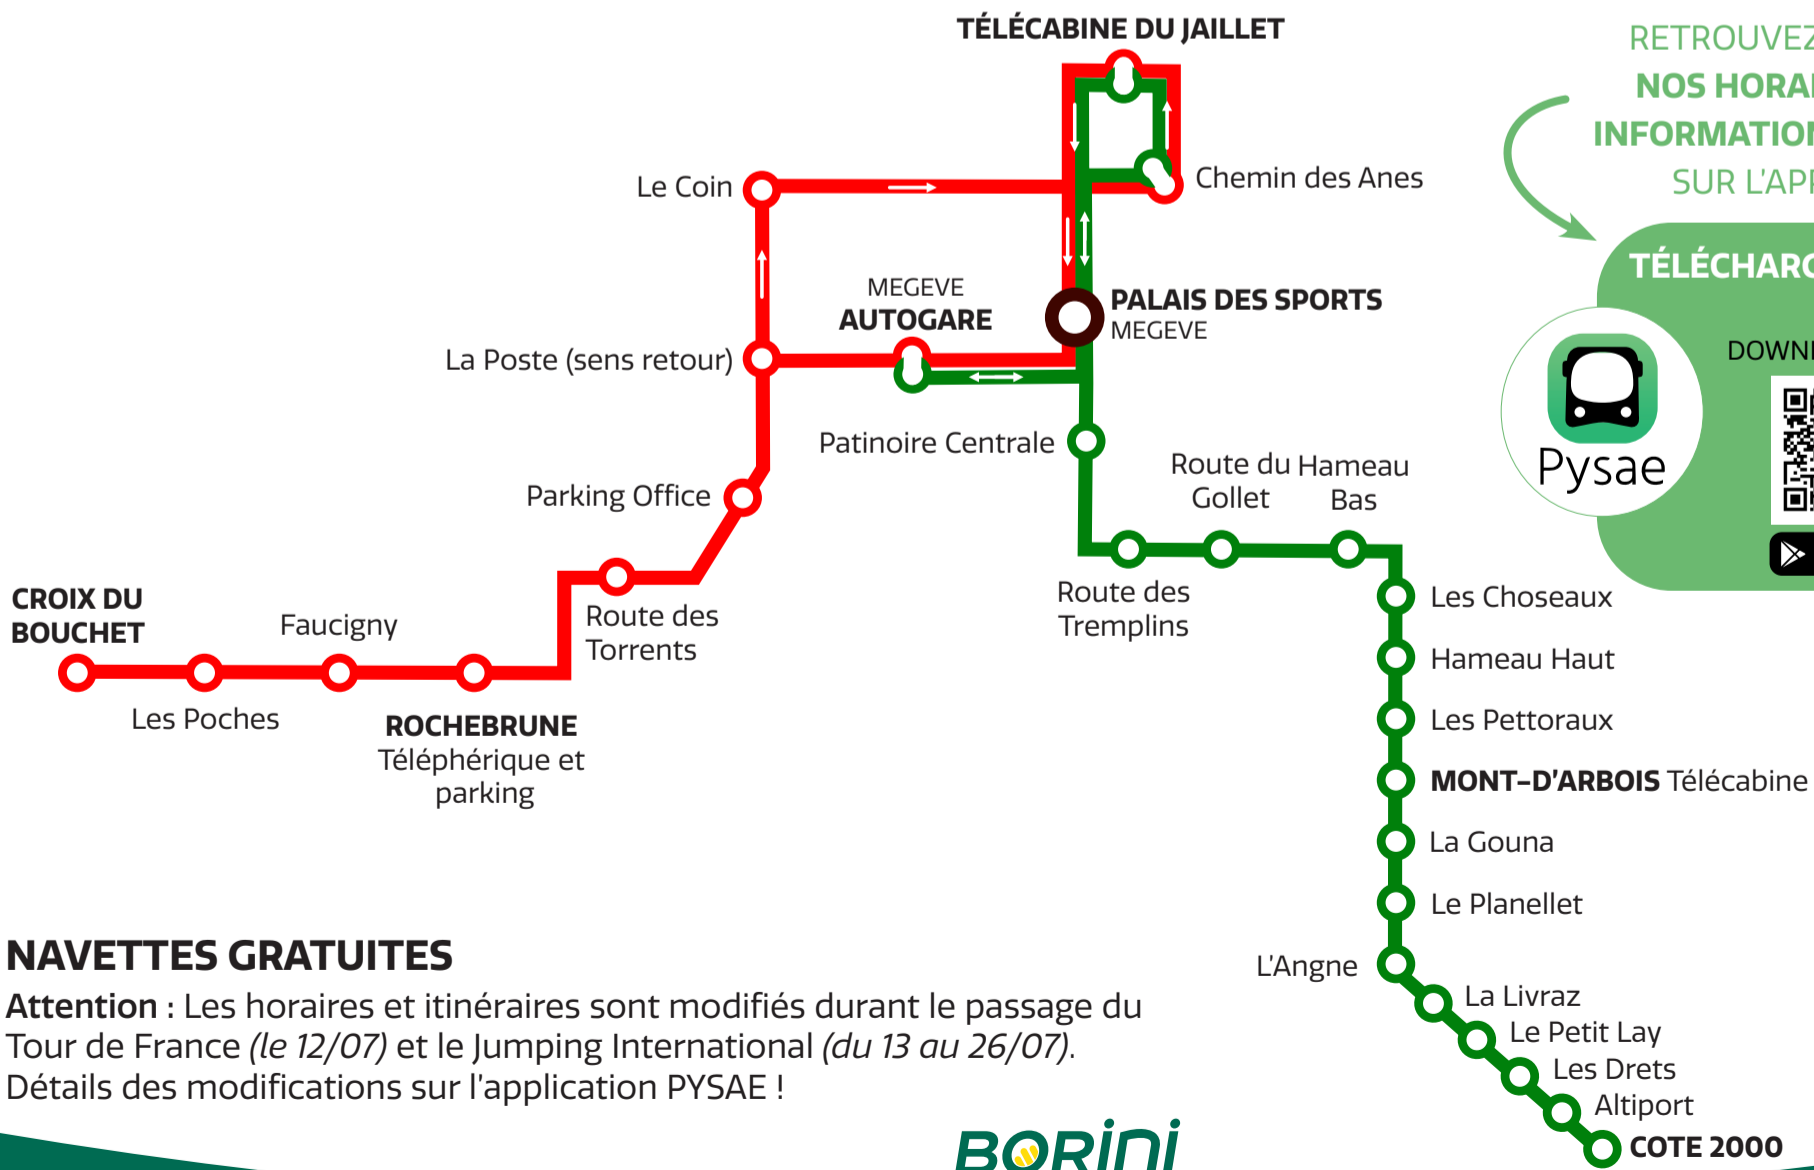 TÉLÉCABINE DU JAILLET
RETROUVEZ
NOS HORAI
INFORMATION
SUR L'APP
TÉLÉCHARG
DOWN
Pysae
Le Coin
Chemin des Anes
MEGEVE
AUTOGARE
PALAIS DES SPORTS
MEGEVE
La Poste (sens retour)
Patinoire Centrale
Parking Office
Route du
Gollet
Hameau
Bas
CROIX DU
BOUCHET
Faucigny
Route des
Torrents
Route des
Tremplins
Les Poches
ROCHEBRUNE
Téléphérique et
parking
Les Choseaux
Hameau Haut
Les Pettoraux
MONT-D'ARBOIS Télécabine
La Gouna
Le Planellet
L'Angne
La Livraz
Le Petit Lay
Les Drets
Altiport
COTE 2000
NAVETTES GRATUITES
Attention : Les horaires et itinéraires sont modifiés durant le passage du
Tour de France (le 12/07) et le Jumping International (du 13 au 26/07).
Détails des modifications sur l'application PYSAE !
BORINI